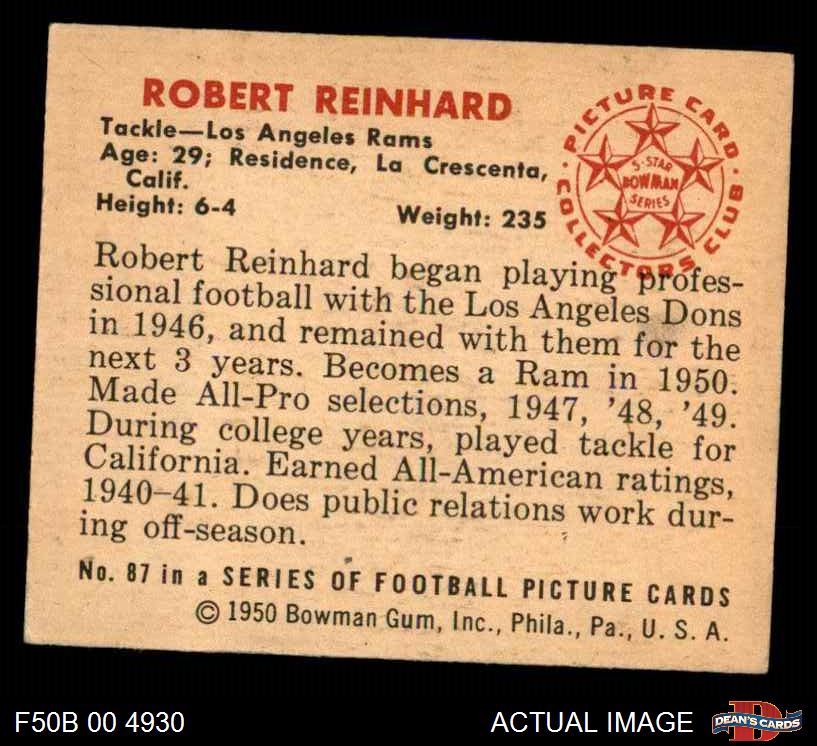 ROBERT REINHARD
Tackle—Los Angeles Rams
Age: 29; Residence, La Crescenta,
Calif.
Height: 6-4 Weight: 235
PICTURE CARD
COLLECTORS CLUB
5-STAR
BOWMAN
SERIES
Robert Reinhard began playing profes-
sional football with the Los Angeles Dons
in 1946, and remained with them for the
next 3 years. Becomes a Ram in 1950.
Made All-Pro selections, 1947, '48, '49.
During college years, played tackle for
California. Earned All-American ratings,
1940–41. Does public relations work dur-
ing off-season.
No. 87 in a SERIES OF FOOTBALL PICTURE CARDS
© 1950 Bowman Gum, Inc., Phila., Pa., U. S. A.
F50B 00 4930 ACTUAL IMAGE
DEAN'S CARDS